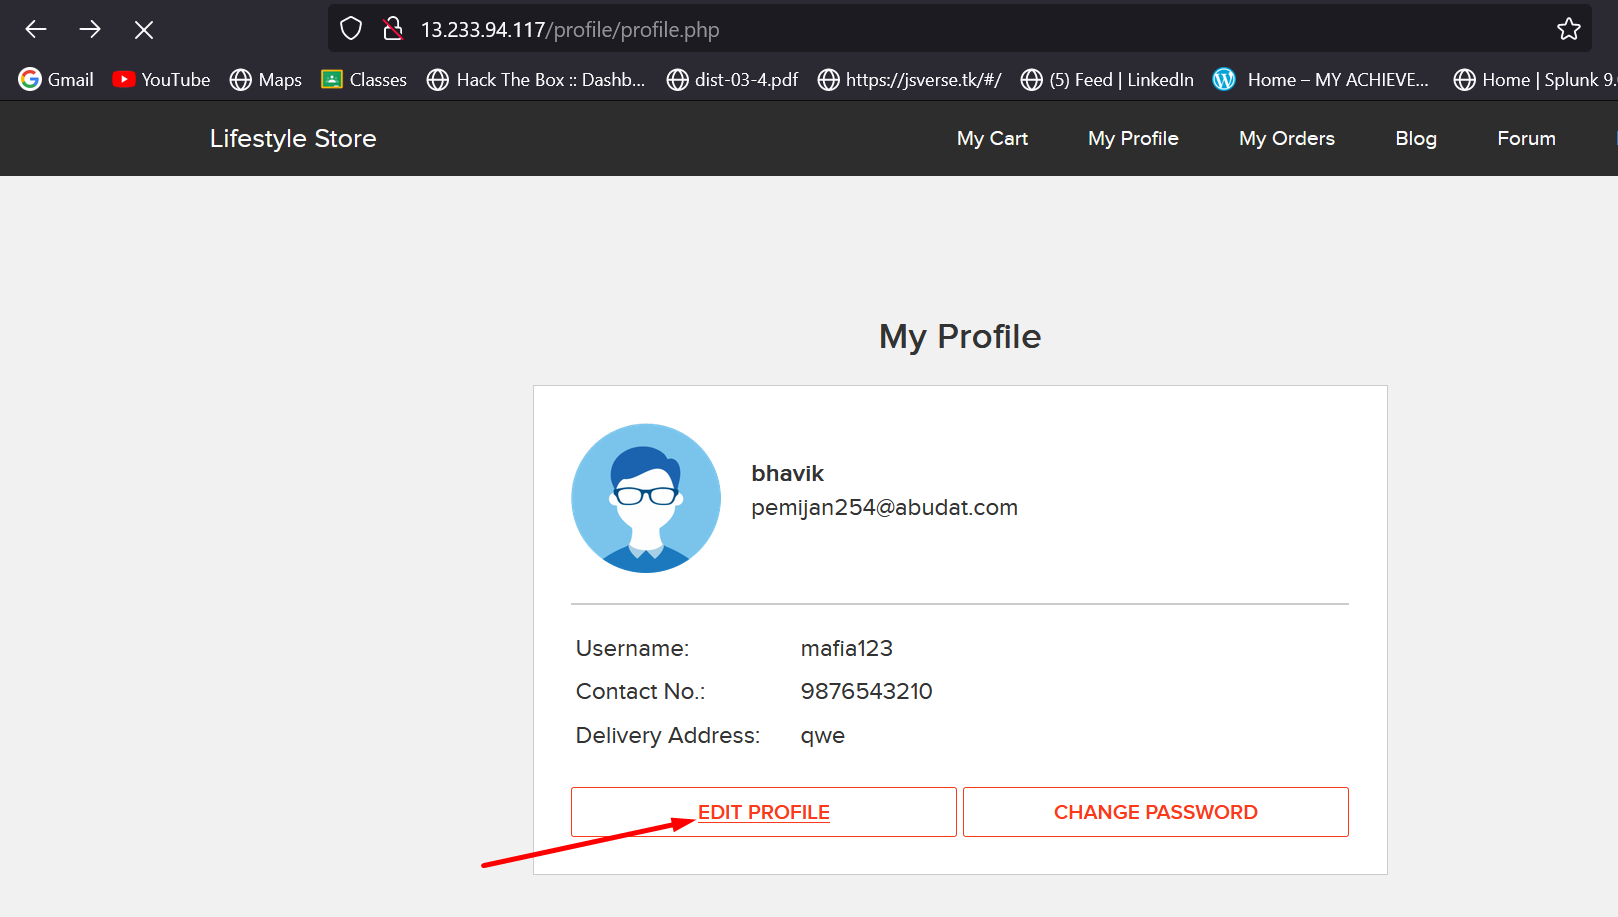 13.233.94.117/profile/profile.php
Gmail YouTube Maps Classes Hack The Box :: Dashb... dist-03-4.pdf https://jsverse.tk/#/ (5) Feed | LinkedIn Home – MY ACHIEVE... Home | Splunk 9.
Lifestyle Store My Cart My Profile My Orders Blog Forum
My Profile
bhavik
pemijan254@abudat.com
Username: mafia123
Contact No.: 9876543210
Delivery Address: qwe
EDIT PROFILE CHANGE PASSWORD